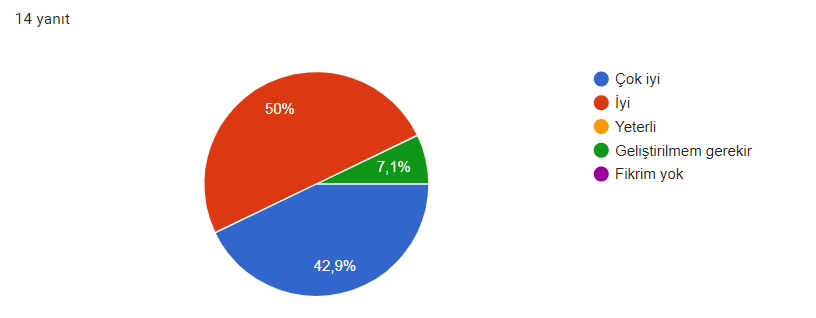 14 yanıt
50%
7,1%
42,9%
Çok iyi
İyi
Yeterli
Geliştirilmem gerekir
Fikrim yok